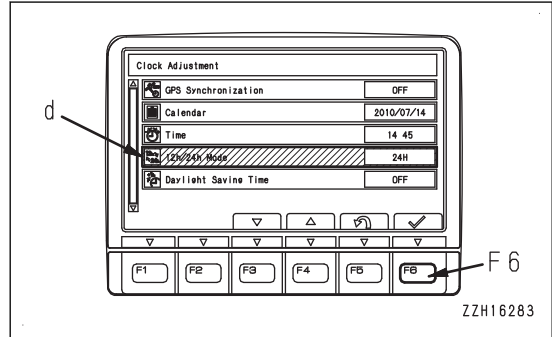 Clock Adjustment
GPS Synchronization OFF
Calendar 2010/07/14
Time 14 45
d 12h/24h Mode 24H
Daylight Saving Time OFF
F1 F2 F3 F4 F5 F6
F6
ZZH16283